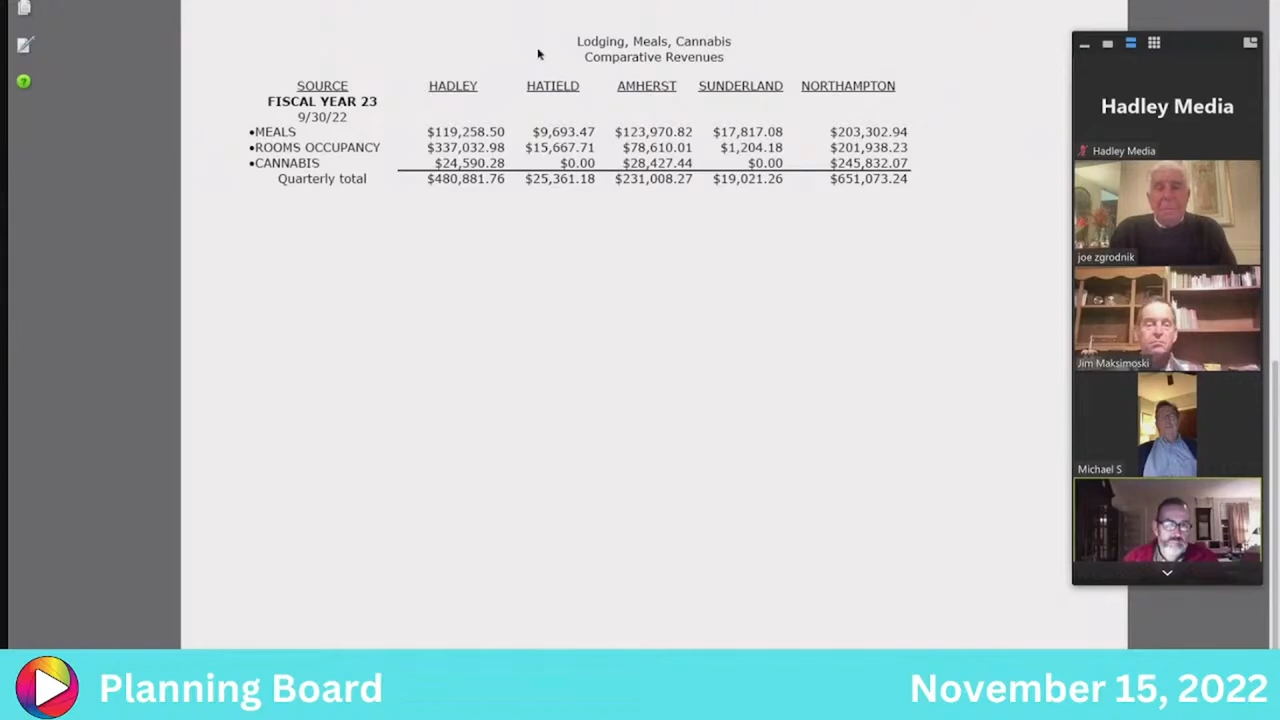 Lodging, Meals, Cannabis
Comparative Revenues
SOURCE HADLEY HATIELD AMHERST SUNDERLAND NORTHAMPTON
FISCAL YEAR 23
9/30/22
•MEALS $119,258.50 $9,693.47 $123,970.82 $17,817.08 $203,302.94
•ROOMS OCCUPANCY $337,032.98 $15,667.71 $78,610.01 $1,204.18 $201,938.23
•CANNABIS $24,590.28 $0.00 $28,427.44 $0.00 $245,832.07
Quarterly total $480,881.76 $25,361.18 $231,008.27 $19,021.26 $651,073.24
Hadley Media
Hadley Media
joe zgrodnik
Jim Maksimoski
Michael S
Planning Board
November 15, 2022